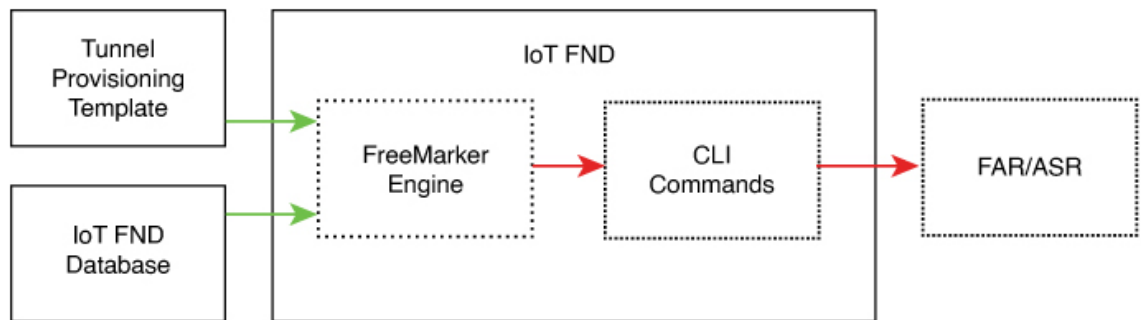 Tunnel
Provisioning
Template
IoT FND
FreeMarker
Engine
CLI
Commands
FAR/ASR
IoT FND
Database